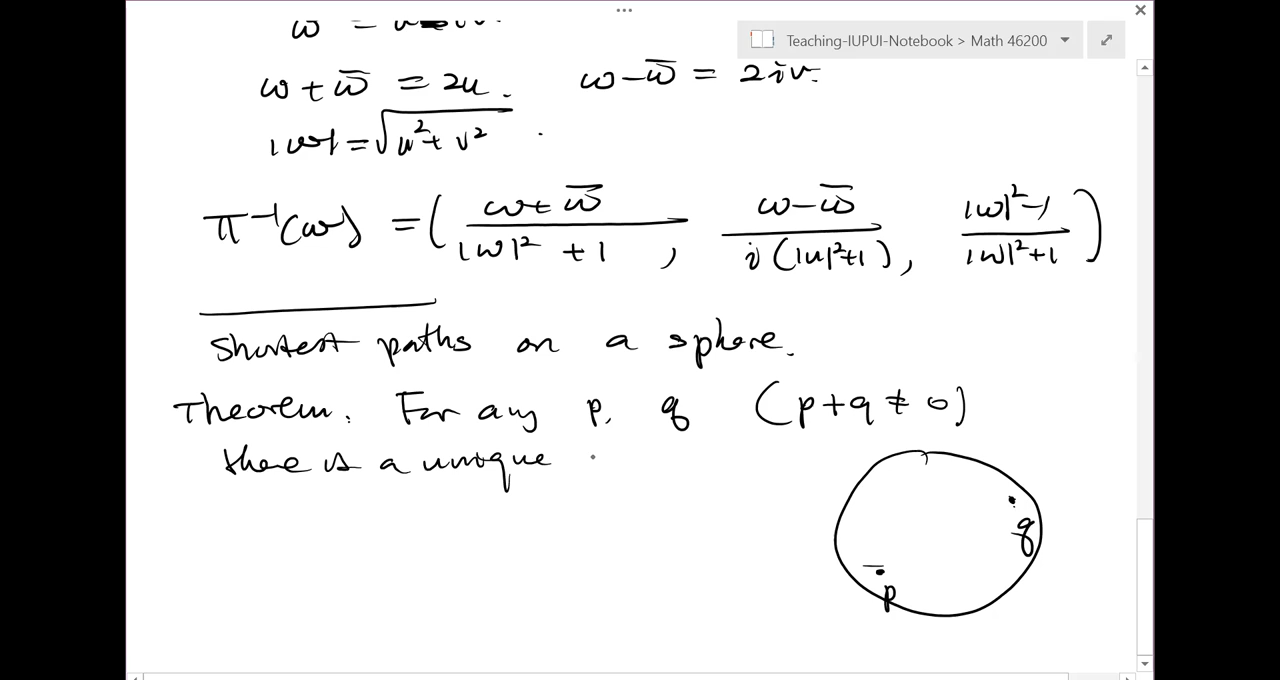 Teaching-IUPUI-Notebook > Math 46200
ω + ω̅ = 2u. ω - ω̅ = 2iv.
|ω| = √(u² + v²).
π⁻¹(ω) = ( (ω + ω̅)/(|ω|² + 1), (ω - ω̅)/(i(|ω|²+1)), (|ω|²-1)/(|ω|²+1) )
Shortest paths on a sphere.
Theorem. For any p, q (p+q ≠ 0)
there is a unique
q
p